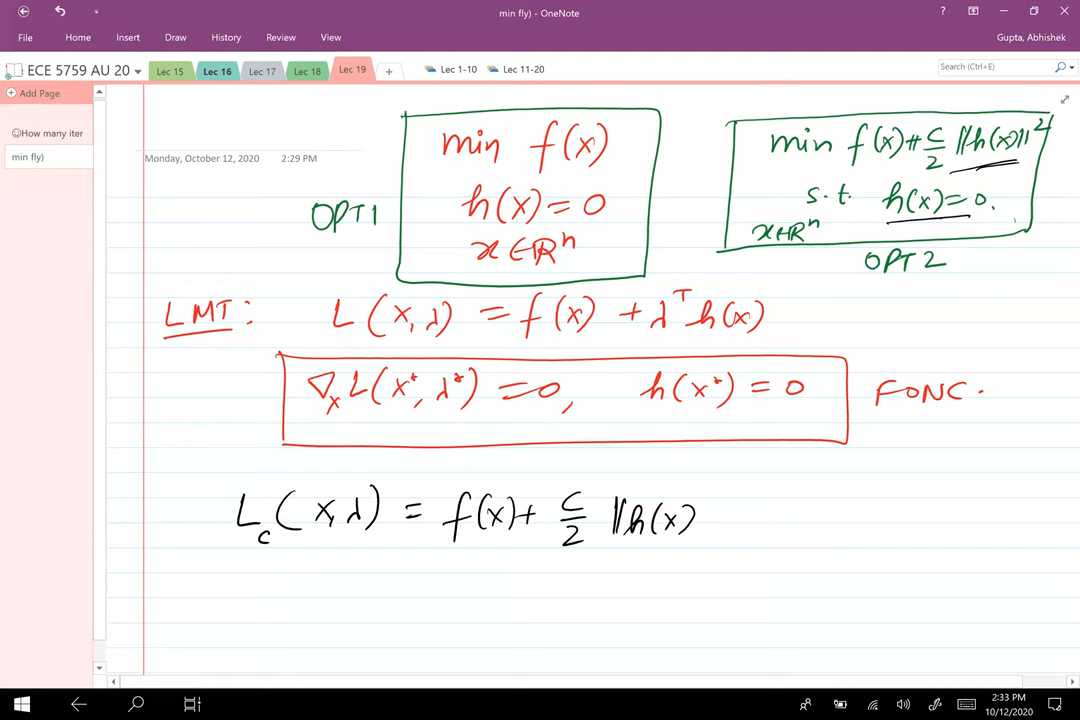 min fly) - OneNote
File Home Insert Draw History Review View
Gupta, Abhishek
ECE 5759 AU 20 Lec 15 Lec 16 Lec 17 Lec 18 Lec 19 Lec 1-10 Lec 11-20
Search (Ctrl+E)
Add Page
How many iter
min fly)
Monday, October 12, 2020 2:29 PM
OPT1
min f(x)
h(x) = 0
x ∈ ℝⁿ
min f(x) + c/2 ||h(x)||²
s.t. h(x) = 0.
x ∈ ℝⁿ
OPT 2
LMT: L(x, λ) = f(x) + λᵀh(x)
∇ₓL(x*, λ*) = 0, h(x*) = 0 FONC.
L_c(x, λ) = f(x) + c/2 ||h(x)
2:33 PM
10/12/2020